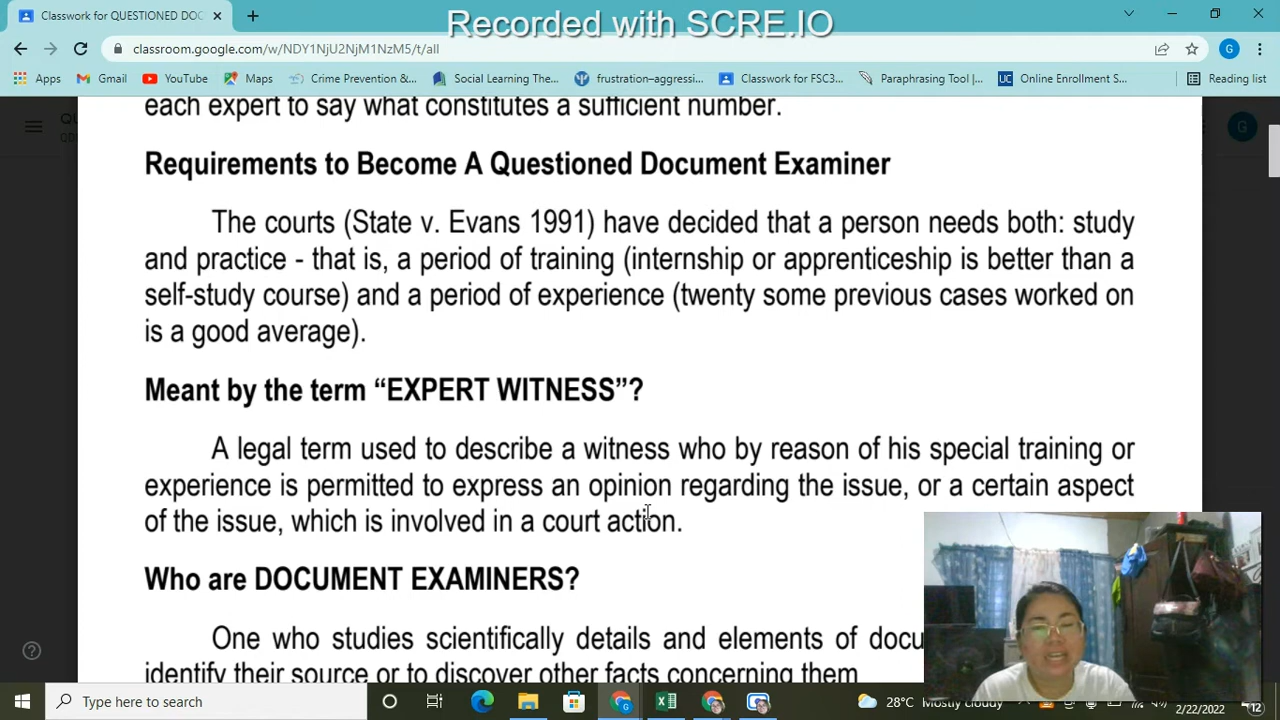 Classwork for QUESTIONED DOC
Recorded with SCRE.IO
classroom.google.com/w/NDY1NjU2NjM1NzM5/t/all
G
Apps
Gmail
YouTube
Maps
Crime Prevention &...
Social Learning The...
frustration–aggressi...
Classwork for FSC3...
Paraphrasing Tool |...
UC
Online Enrollment S...
Reading list
each expert to say what constitutes a sufficient number.
G
Requirements to Become A Questioned Document Examiner
The courts (State v. Evans 1991) have decided that a person needs both: study
and practice - that is, a period of training (internship or apprenticeship is better than a
self-study course) and a period of experience (twenty some previous cases worked on
is a good average).
Meant by the term “EXPERT WITNESS”?
A legal term used to describe a witness who by reason of his special training or
experience is permitted to express an opinion regarding the issue, or a certain aspect
of the issue, which is involved in a court action.
Who are DOCUMENT EXAMINERS?
One who studies scientifically details and elements of docu
identify their source or to discover other facts concerning them
Type here to search
28°C Mostly cloudy
2/22/2022
12